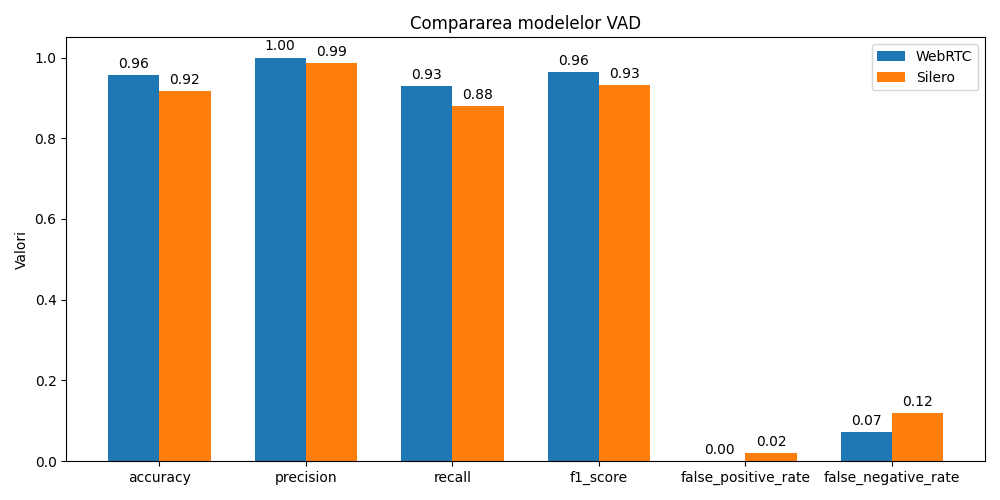 Compararea modelelor VAD
WebRTC
Silero
Valori
1.0
0.8
0.6
0.4
0.2
0.0
0.96
0.92
1.00
0.99
0.93
0.88
0.96
0.93
0.00
0.02
0.07
0.12
accuracy
precision
recall
f1_score
false_positive_rate
false_negative_rate